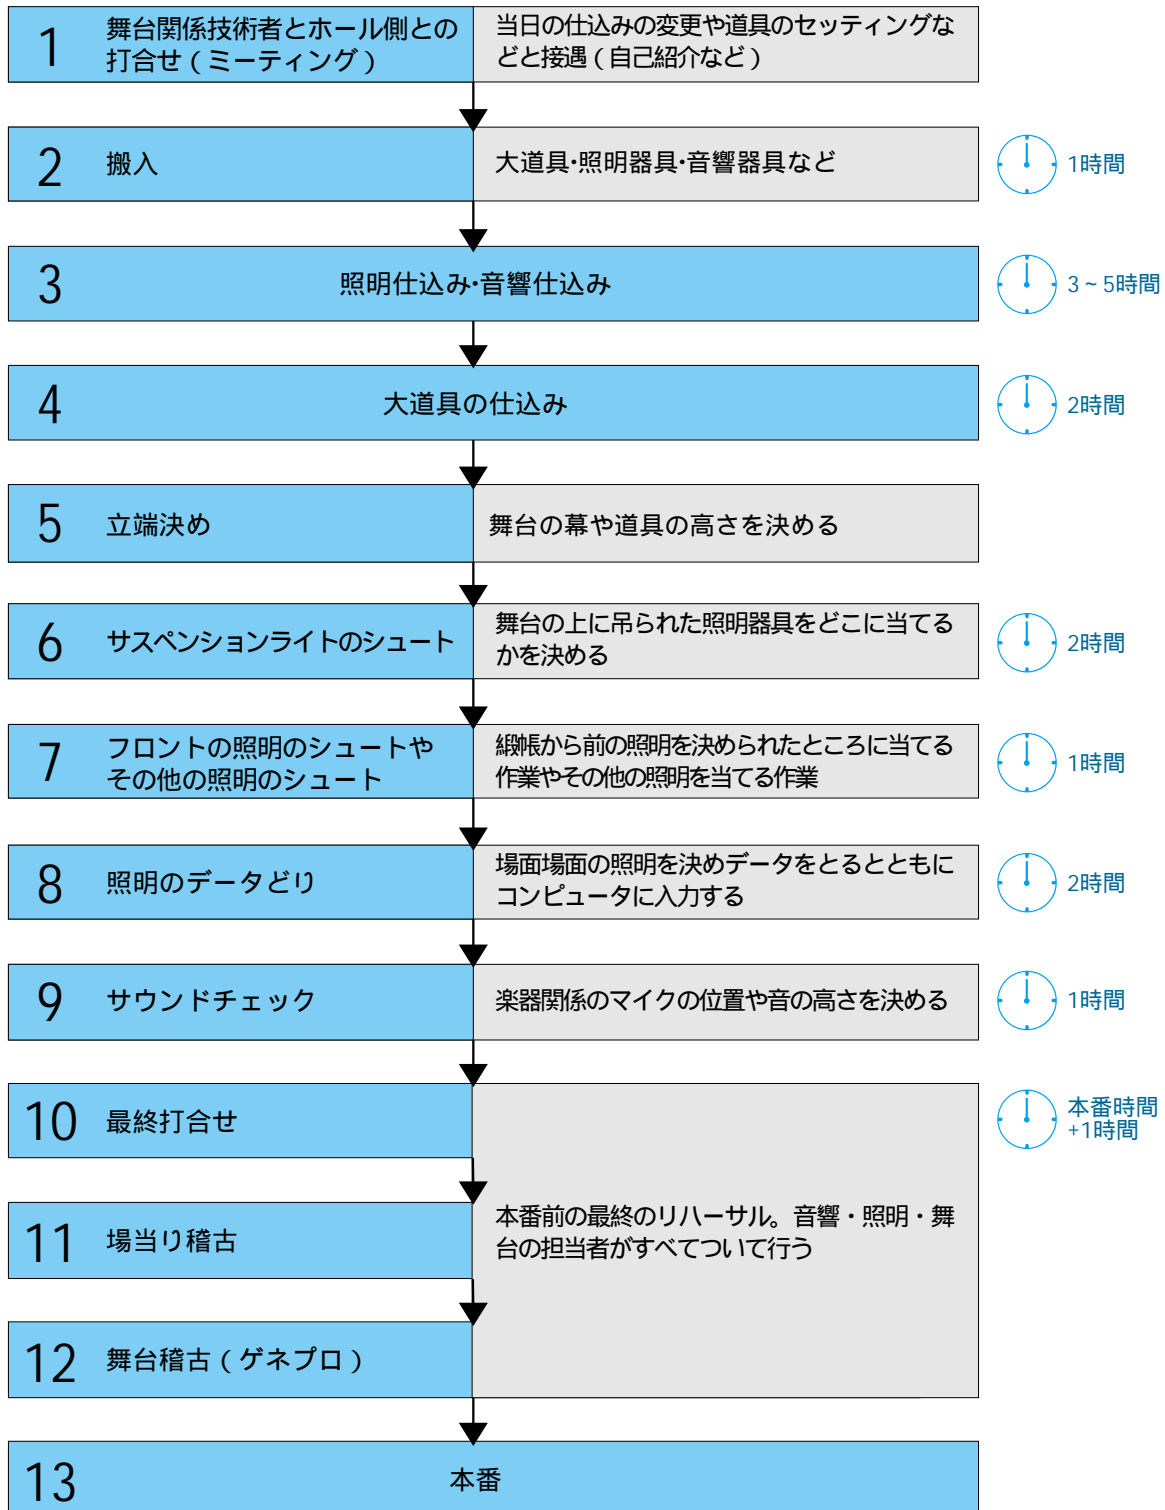 1
舞台関係技術者とホール側との
打合せ(ミーティング)
当日の仕込みの変更や道具のセッティングな
どと接遇(自己紹介など)
2
搬入
大道具・照明器具・音響器具など
1時間
3
照明仕込み・音響仕込み
3~5時間
4
大道具の仕込み
2時間
5
立端決め
舞台の幕や道具の高さを決める
6
サスペンションライトのシュート
舞台の上に吊られた照明器具をどこに当てる
かを決める
2時間
7
フロントの照明のシュートや
その他の照明のシュート
緞帳から前の照明を決められたところに当てる
作業やその他の照明を当てる作業
1時間
8
照明のデータどり
場面場面の照明を決めデータをとるとともに
コンピュータに入力する
2時間
9
サウンドチェック
楽器関係のマイクの位置や音の高さを決める
1時間
10
最終打合せ
本番時間
+1時間
11
場当り稽古
本番前の最終のリハーサル。音響・照明・舞
台の担当者がすべてついて行う
12
舞台稽古(ゲネプロ)
13
本番